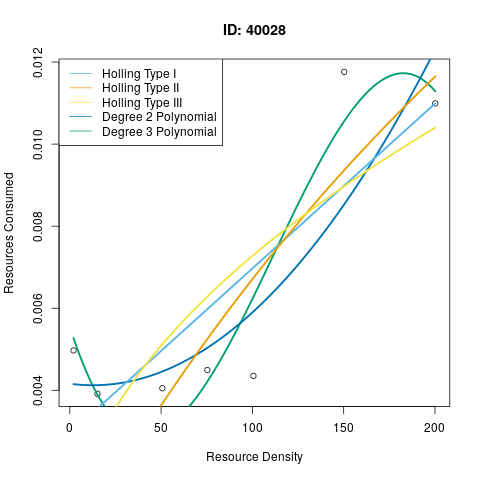 ID: 40028
Holling Type I
Holling Type II
Holling Type III
Degree 2 Polynomial
Degree 3 Polynomial
Resources Consumed
0.012
0.010
0.008
0.006
0.004
0 50 100 150 200
Resource Density